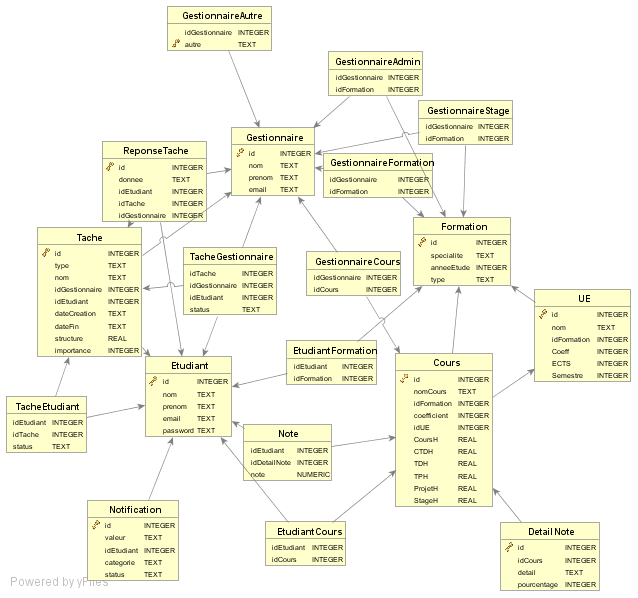 GestionnaireAutre
idGestionnaire INTEGER
autre TEXT
GestionnaireAdmin
idGestionnaire INTEGER
idFormation INTEGER
GestionnaireStage
idGestionnaire INTEGER
idFormation INTEGER
Gestionnaire
id INTEGER
nom TEXT
prenom TEXT
email TEXT
ReponseTache
id INTEGER
donnee TEXT
idEtudiant INTEGER
idTache INTEGER
idGestionnaire INTEGER
GestionnaireFormation
idGestionnaire INTEGER
idFormation INTEGER
Formation
id INTEGER
specialite TEXT
anneeEtude INTEGER
type TEXT
Tache
id INTEGER
type TEXT
nom TEXT
idGestionnaire INTEGER
idEtudiant INTEGER
dateCreation TEXT
dateFin TEXT
structure REAL
importance INTEGER
TacheGestionnaire
idTache INTEGER
idGestionnaire INTEGER
idEtudiant INTEGER
status TEXT
GestionnaireCours
idGestionnaire INTEGER
idCours INTEGER
UE
id INTEGER
nom TEXT
idFormation INTEGER
Coeff INTEGER
ECTS INTEGER
Semestre INTEGER
EtudiantFormation
idEtudiant INTEGER
idFormation INTEGER
Etudiant
id INTEGER
nom TEXT
prenom TEXT
email TEXT
password TEXT
Cours
id INTEGER
nomCours TEXT
idFormation INTEGER
coefficient INTEGER
idUE INTEGER
CoursH REAL
CTDH REAL
TDH REAL
TPH REAL
ProjetH REAL
StageH REAL
TacheEtudiant
idEtudiant INTEGER
idTache INTEGER
status TEXT
Note
idEtudiant INTEGER
idDetailNote INTEGER
note NUMERIC
Notification
id INTEGER
valeur TEXT
idEtudiant INTEGER
categorie TEXT
status TEXT
EtudiantCours
idEtudiant INTEGER
idCours INTEGER
DetailNote
id INTEGER
idCours INTEGER
detail TEXT
pourcentage INTEGER
Powered by yFiles